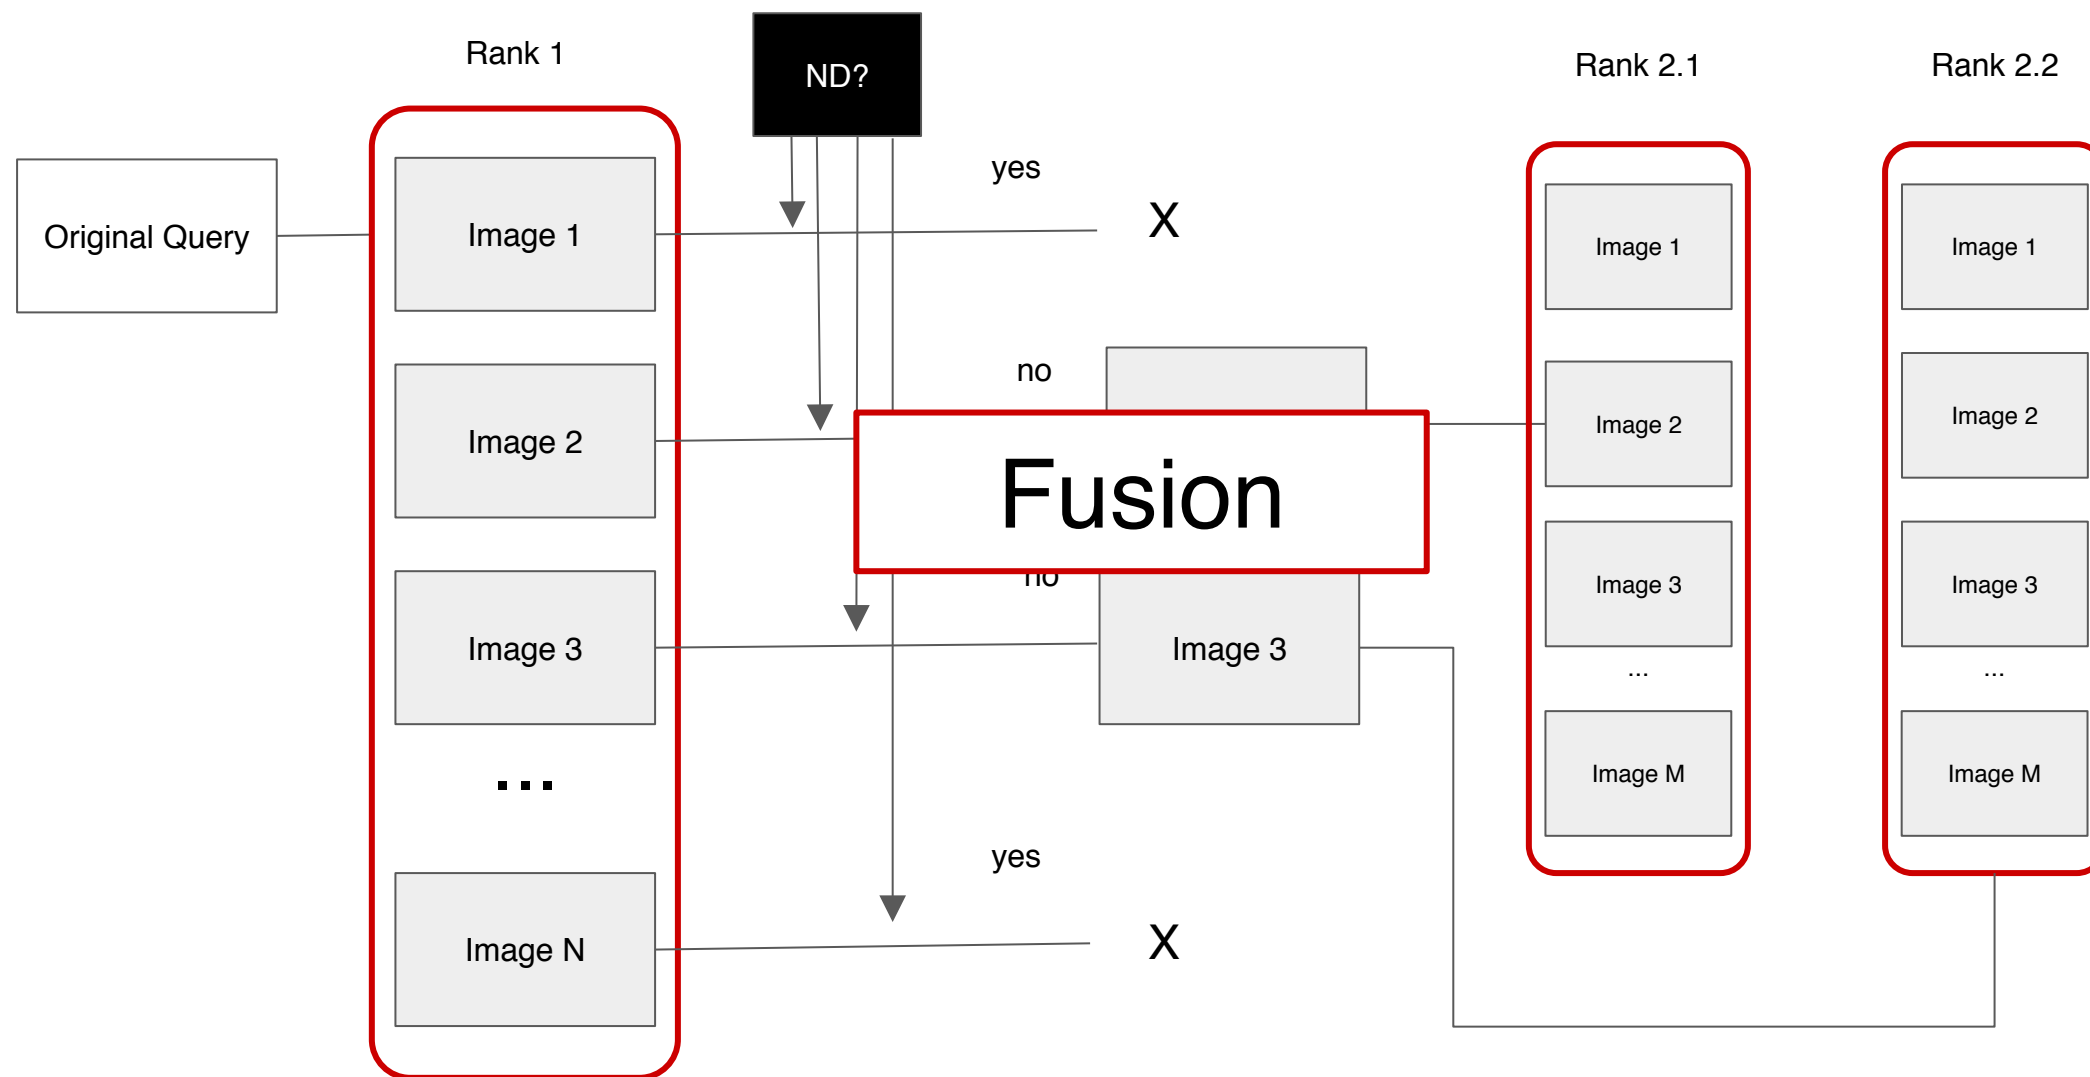 Rank 1
ND?
Rank 2.1
Rank 2.2
Original Query
Image 1
yes
X
Image 1
Image 1
Image 2
no
Fusion
Image 2
Image 2
Image 3
no
Image 3
Image 3
Image 3
...
...
...
Image M
Image M
yes
Image N
X